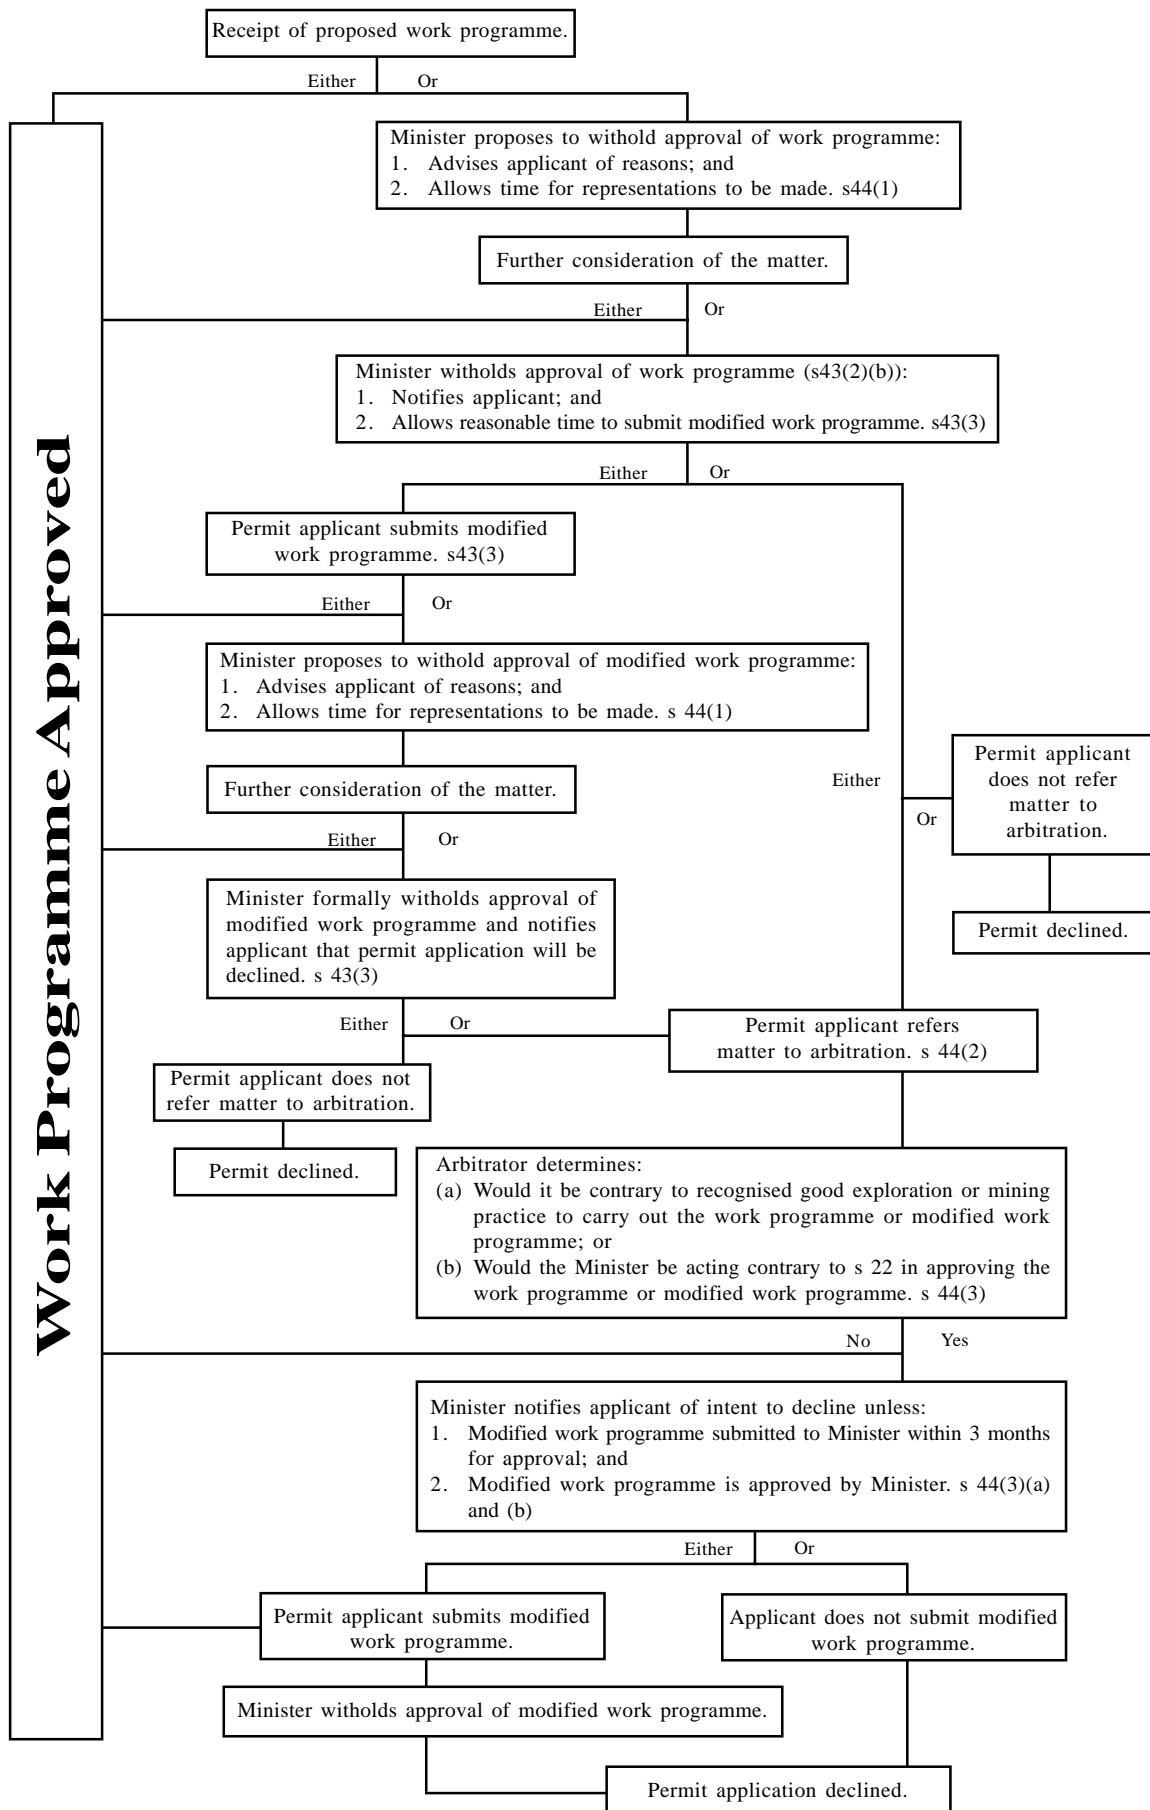 Receipt of proposed work programme.
Either Or
Minister proposes to withold approval of work programme:
1. Advises applicant of reasons; and
2. Allows time for representations to be made. s44(1)
Further consideration of the matter.
Either Or
Minister witholds approval of work programme (s43(2)(b)):
1. Notifies applicant; and
2. Allows reasonable time to submit modified work programme. s43(3)
Either Or
Permit applicant submits modified
work programme. s43(3)
Either Or
Minister proposes to withold approval of modified work programme:
1. Advises applicant of reasons; and
2. Allows time for representations to be made. s 44(1)
Further consideration of the matter.
Either Or
Minister formally witholds approval of
modified work programme and notifies
applicant that permit application will be
declined. s 43(3)
Either Or
Permit applicant does not
refer matter to arbitration.
Permit declined.
Either
Or
Permit applicant
does not refer
matter to
arbitration.
Permit declined.
Permit applicant refers
matter to arbitration. s 44(2)
Arbitrator determines:
(a) Would it be contrary to recognised good exploration or mining
practice to carry out the work programme or modified work
programme; or
(b) Would the Minister be acting contrary to s 22 in approving the
work programme or modified work programme. s 44(3)
No Yes
Minister notifies applicant of intent to decline unless:
1. Modified work programme submitted to Minister within 3 months
for approval; and
2. Modified work programme is approved by Minister. s 44(3)(a)
and (b)
Either Or
Permit applicant submits modified
work programme.
Applicant does not submit modified
work programme.
Minister witholds approval of modified work programme.
Permit application declined.
Work Programme Approved